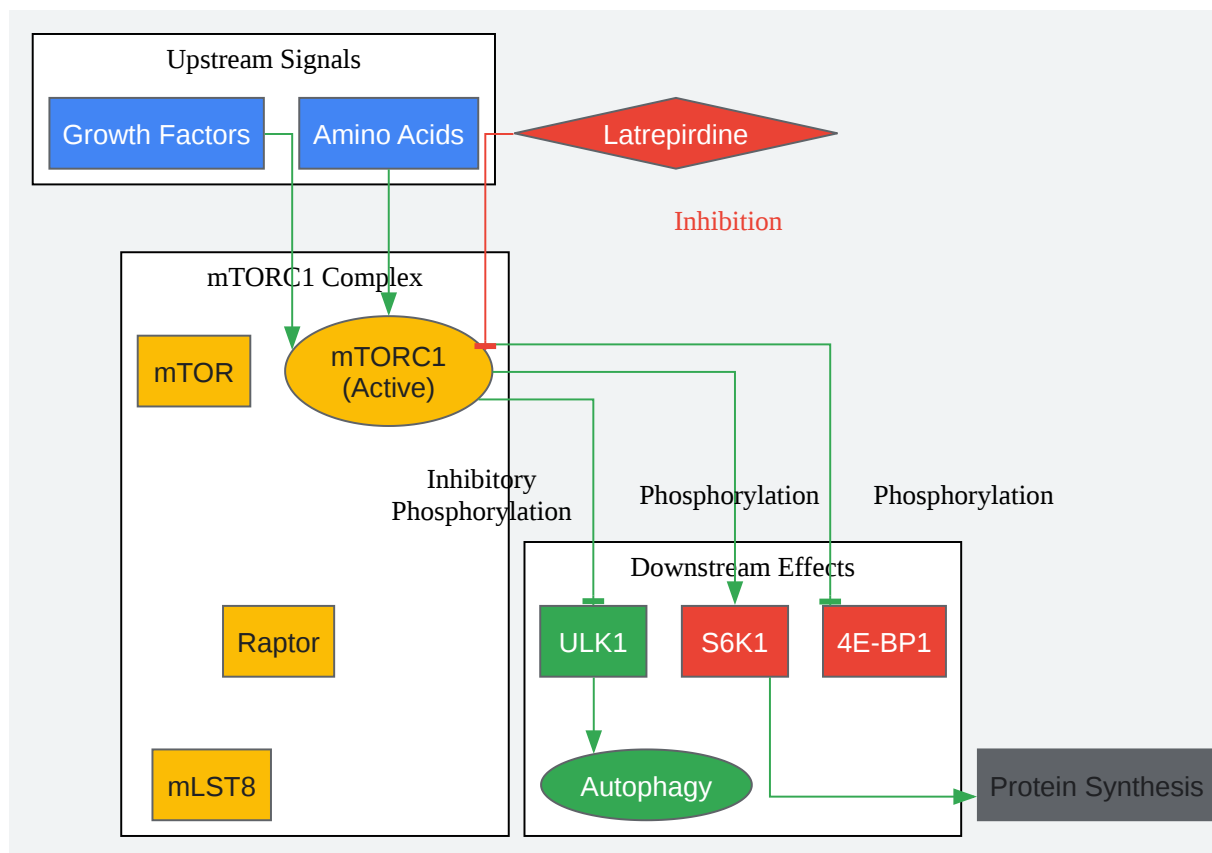 Upstream Signals
Growth Factors
Amino Acids
Latrepirdine
Inhibition
mTORC1 Complex
mTOR
mTORC1
(Active)
Inhibitory
Phosphorylation
Phosphorylation
Phosphorylation
Downstream Effects
Raptor
ULK1
S6K1
4E-BP1
mLST8
Autophagy
Protein Synthesis